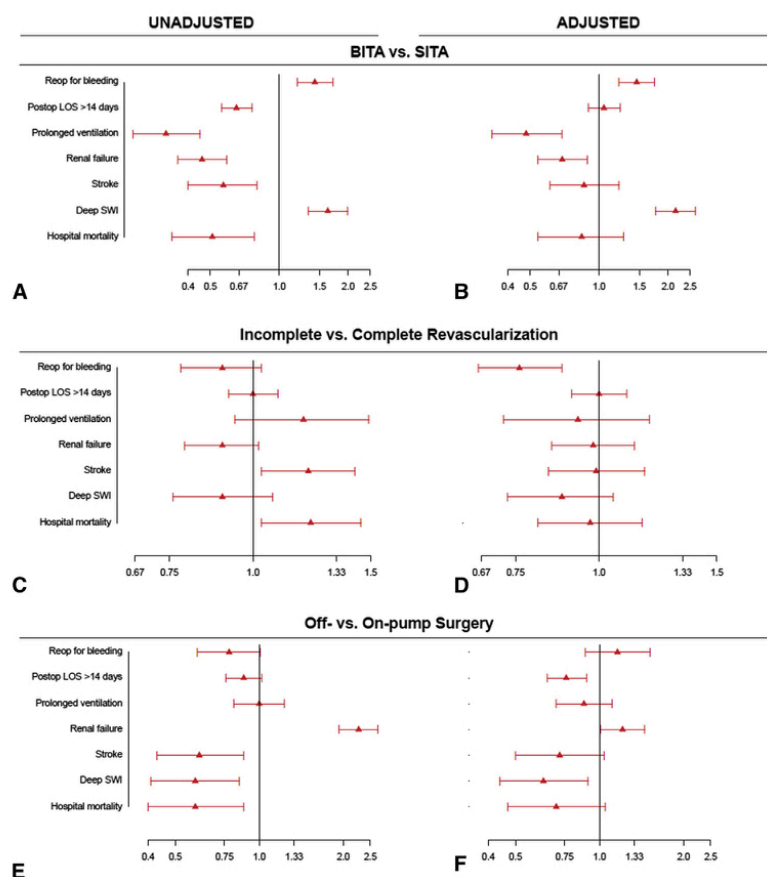 UNADJUSTED ADJUSTED
BITA vs. SITA
Reop for bleeding
Postop LOS >14 days
Prolonged ventilation
Renal failure
Stroke
Deep SWI
Hospital mortality
0.4 0.5 0.67 1.0 1.5 2.0 2.5 0.4 0.5 0.67 1.0 1.5 2.0 2.5
A B
Incomplete vs. Complete Revascularization
Reop for bleeding
Postop LOS >14 days
Prolonged ventilation
Renal failure
Stroke
Deep SWI
Hospital mortality
0.67 0.75 1.0 1.33 1.5 0.67 0.75 1.0 1.33 1.5
C D
Off- vs. On-pump Surgery
Reop for bleeding
Postop LOS >14 days
Prolonged ventilation
Renal failure
Stroke
Deep SWI
Hospital mortality
0.4 0.5 0.75 1.0 1.33 2.0 2.5 0.4 0.5 0.75 1.0 1.33 2.0 2.5
E F